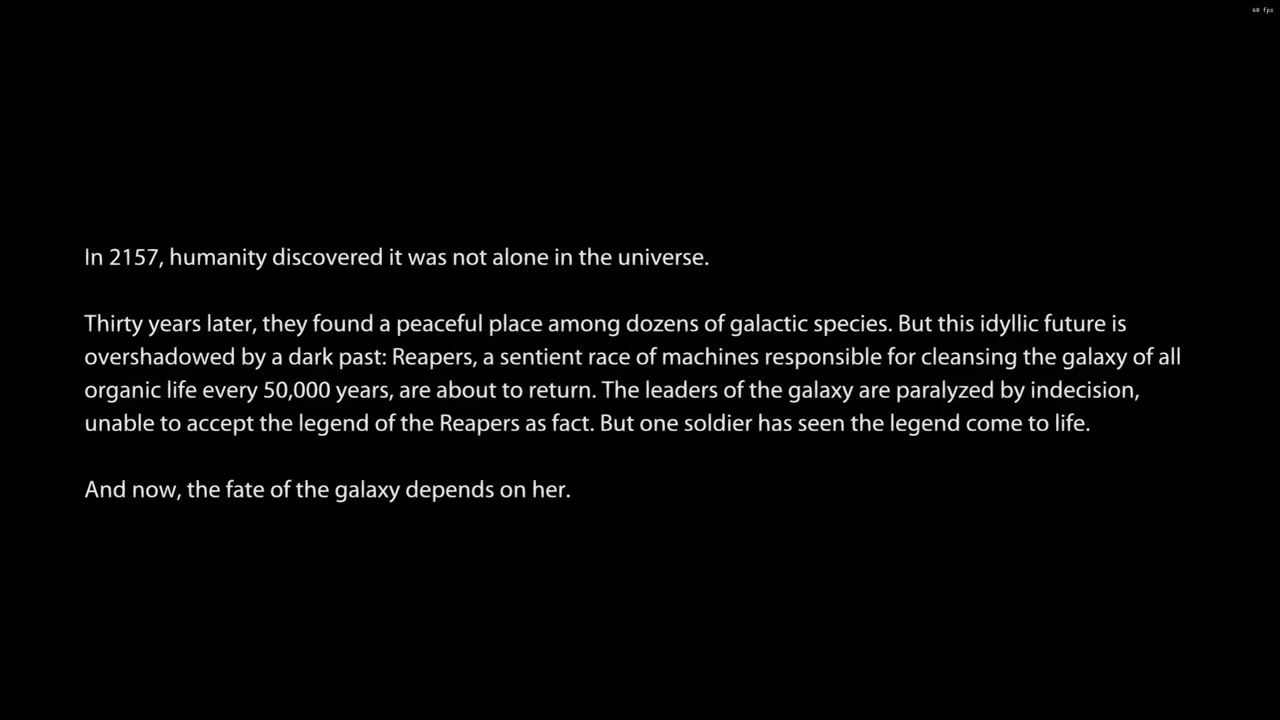 60 fps
In 2157, humanity discovered it was not alone in the universe.
Thirty years later, they found a peaceful place among dozens of galactic species. But this idyllic future is
overshadowed by a dark past: Reapers, a sentient race of machines responsible for cleansing the galaxy of all
organic life every 50,000 years, are about to return. The leaders of the galaxy are paralyzed by indecision,
unable to accept the legend of the Reapers as fact. But one soldier has seen the legend come to life.
And now, the fate of the galaxy depends on her.